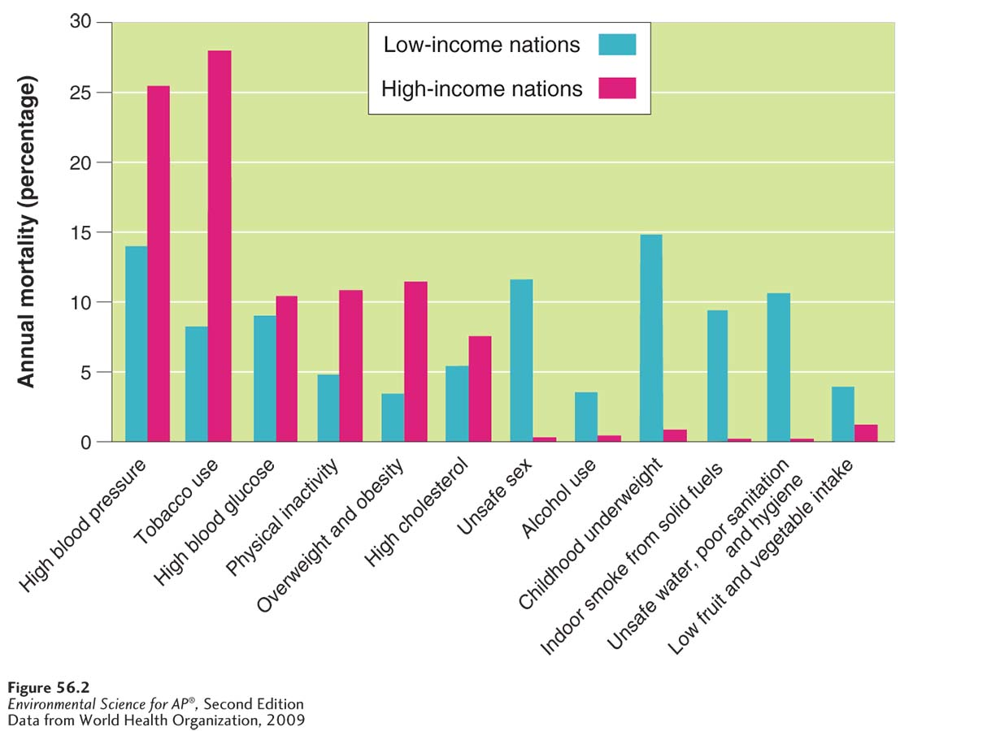 30
25
20
15
10
5
0
Annual mortality (percentage)
Low-income nations
High-income nations
High blood pressure
Tobacco use
High blood glucose
Physical inactivity
Overweight and obesity
High cholesterol
Unsafe sex
Alcohol use
Childhood underweight
Indoor smoke from solid fuels
Unsafe water, poor sanitation
and hygiene
Low fruit and vegetable intake
Figure 56.2
Environmental Science for AP®, Second Edition
Data from World Health Organization, 2009